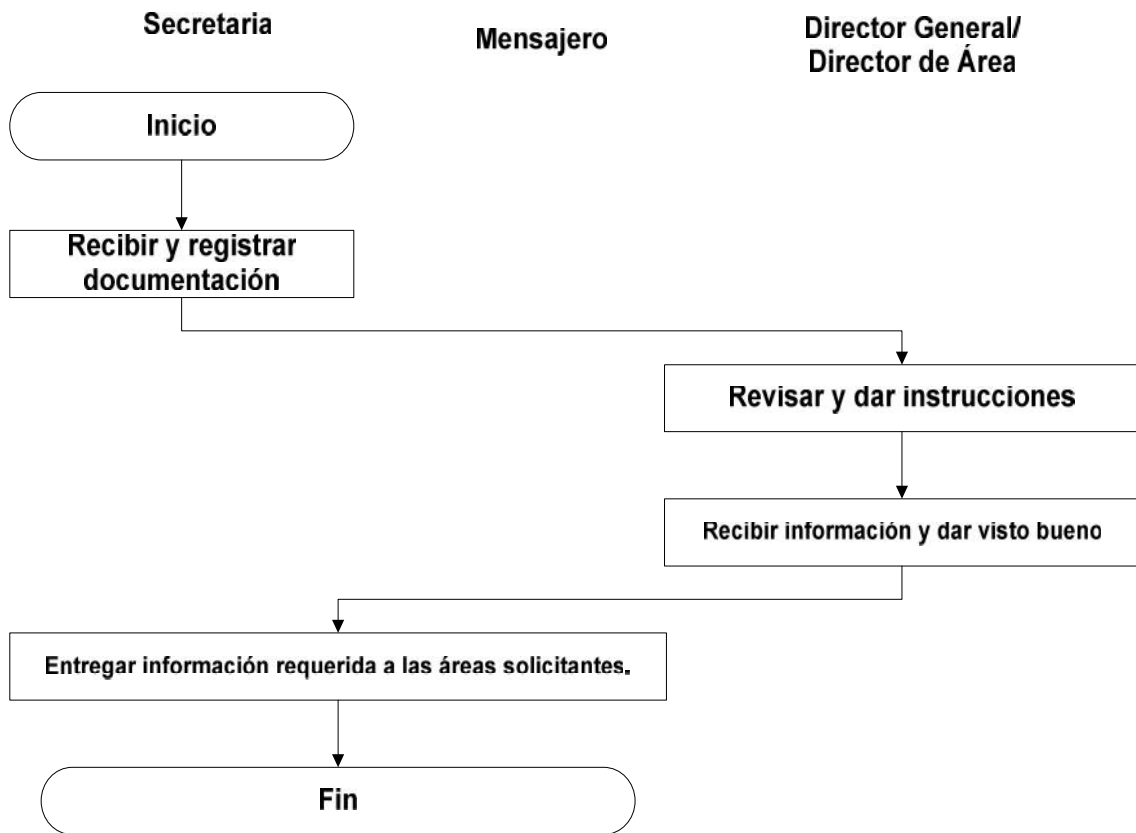 Secretaria
Mensajero
Director General/
Director de Área
Inicio
Recibir y registrar
documentación
Revisar y dar instrucciones
Recibir información y dar visto bueno
Entregar información requerida a las áreas solicitantes.
Fin